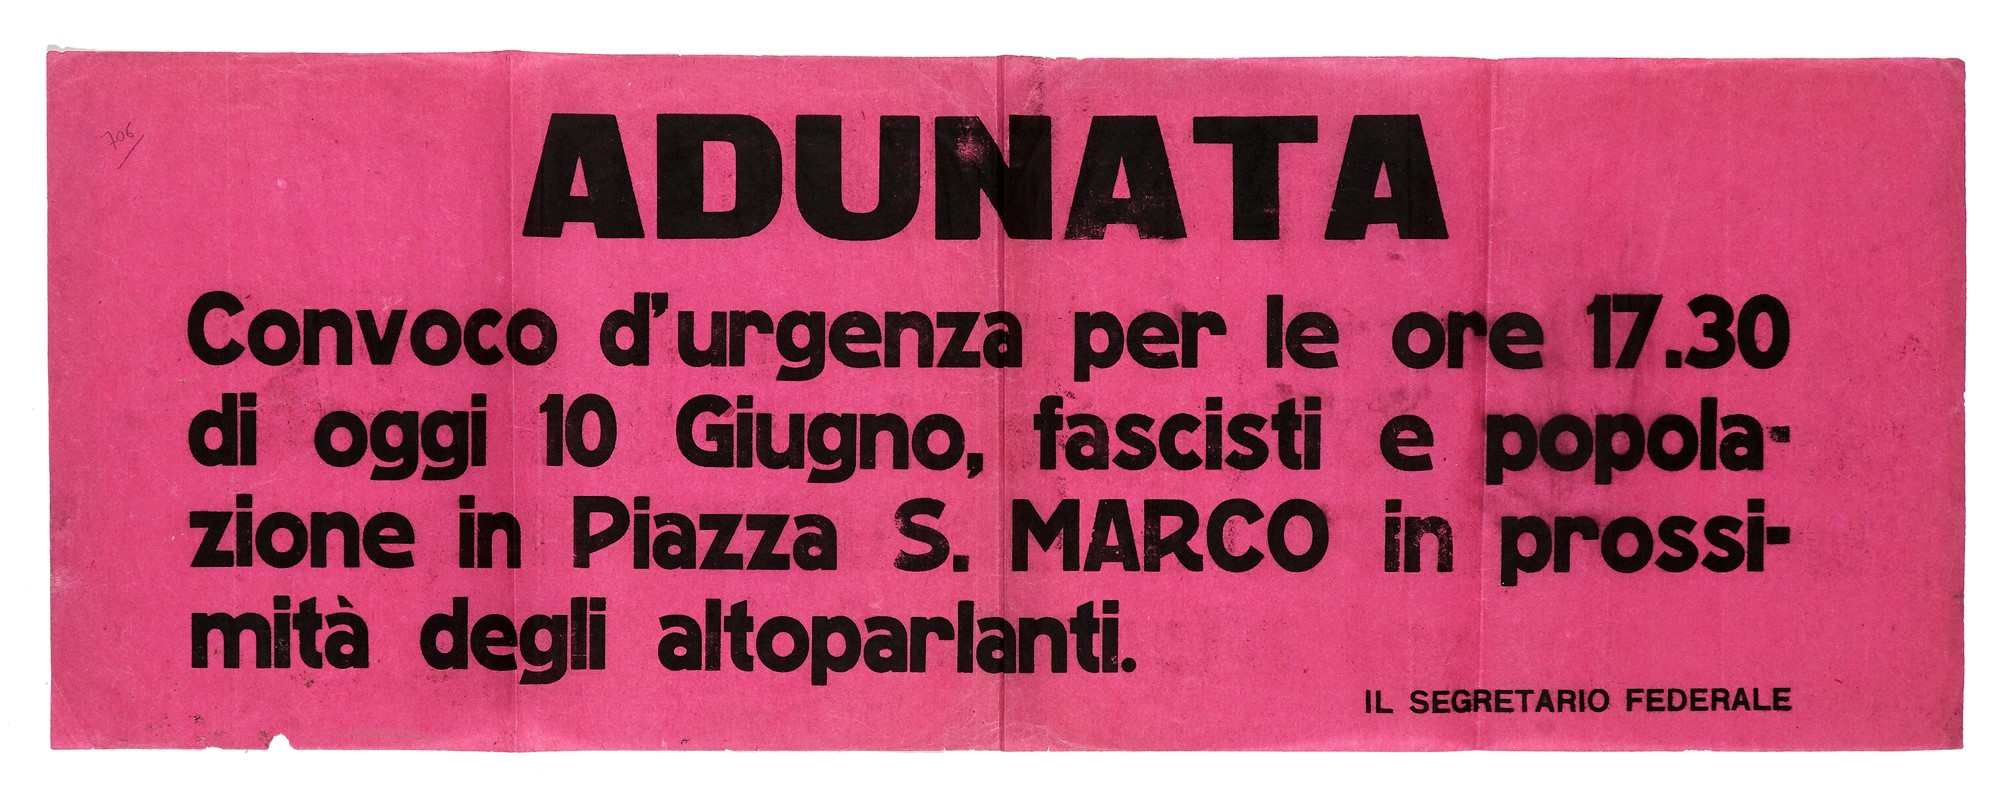 706
ADUNATA
Convoco d'urgenza per le ore 17.30
di oggi 10 Giugno, fascisti e popola-
zione in Piazza S. MARCO in prossi-
mità degli altoparlanti.
IL SEGRETARIO FEDERALE